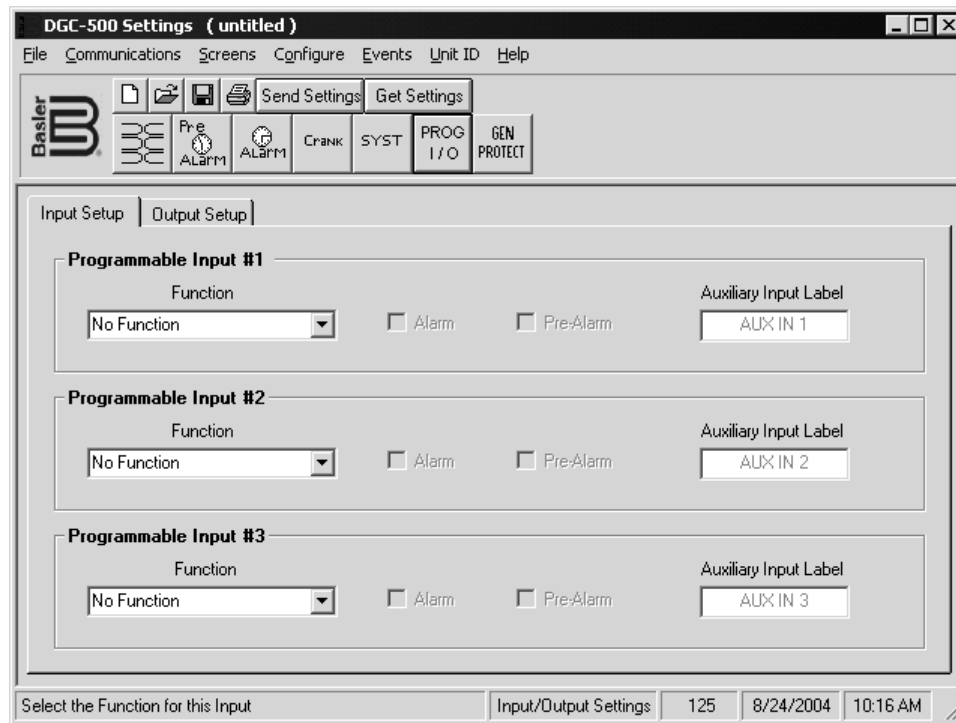 DGC-500 Settings ( untitled )
File Communications Screens Configure Events Unit ID Help
Basler
Send Settings Get Settings
Pre ALarm
ALarm
Crank
SYST
PROG I/O
GEN PROTECT
Input Setup Output Setup
Programmable Input #1
Function Auxiliary Input Label
No Function Alarm Pre-Alarm AUX IN 1
Programmable Input #2
Function Auxiliary Input Label
No Function Alarm Pre-Alarm AUX IN 2
Programmable Input #3
Function Auxiliary Input Label
No Function Alarm Pre-Alarm AUX IN 3
Select the Function for this Input Input/Output Settings 125 8/24/2004 10:16 AM